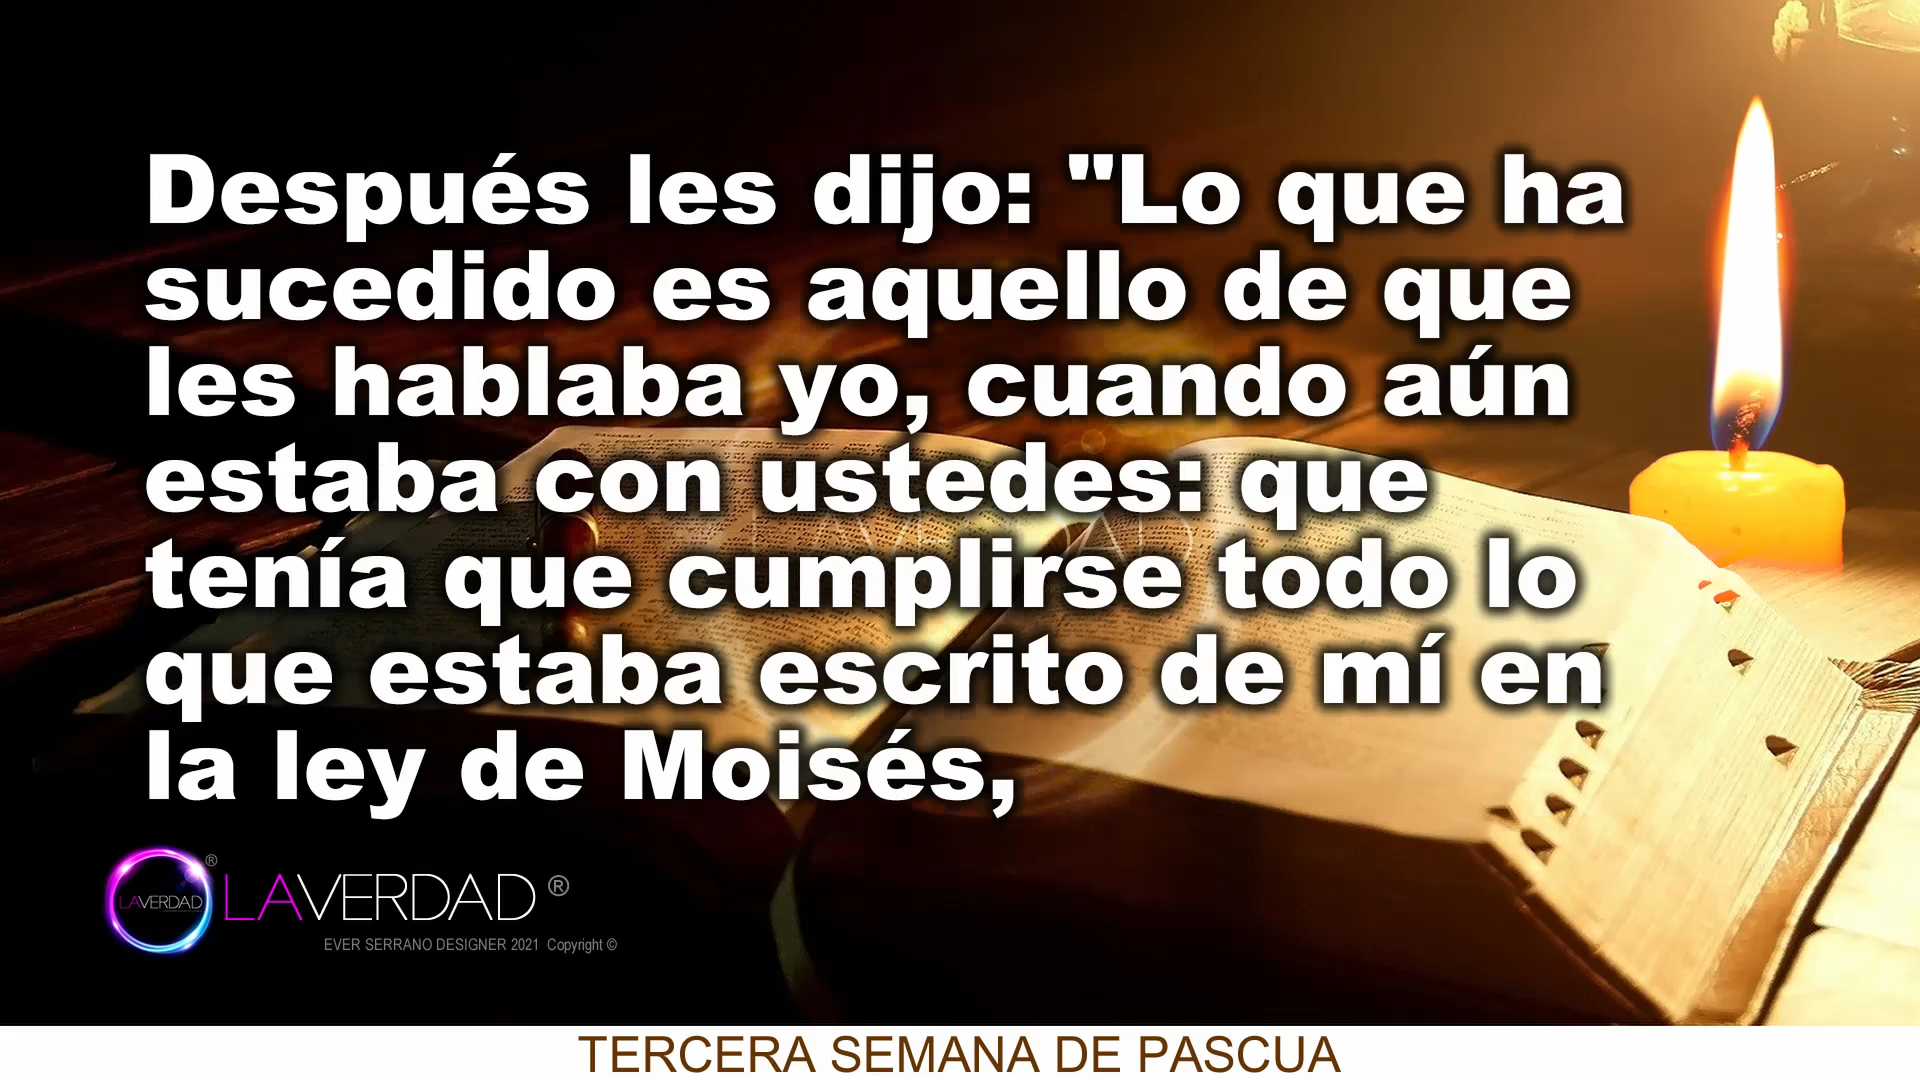 Después les dijo: "Lo que ha
sucedido es aquello de que
les hablaba yo, cuando aún
estaba con ustedes: que
tenía que cumplirse todo lo
que estaba escrito de mí en
la ley de Moisés,
LAVERDAD ®
LAVERDAD ®
EVER SERRANO DESIGNER 2021 Copyright ©
TERCERA SEMANA DE PASCUA